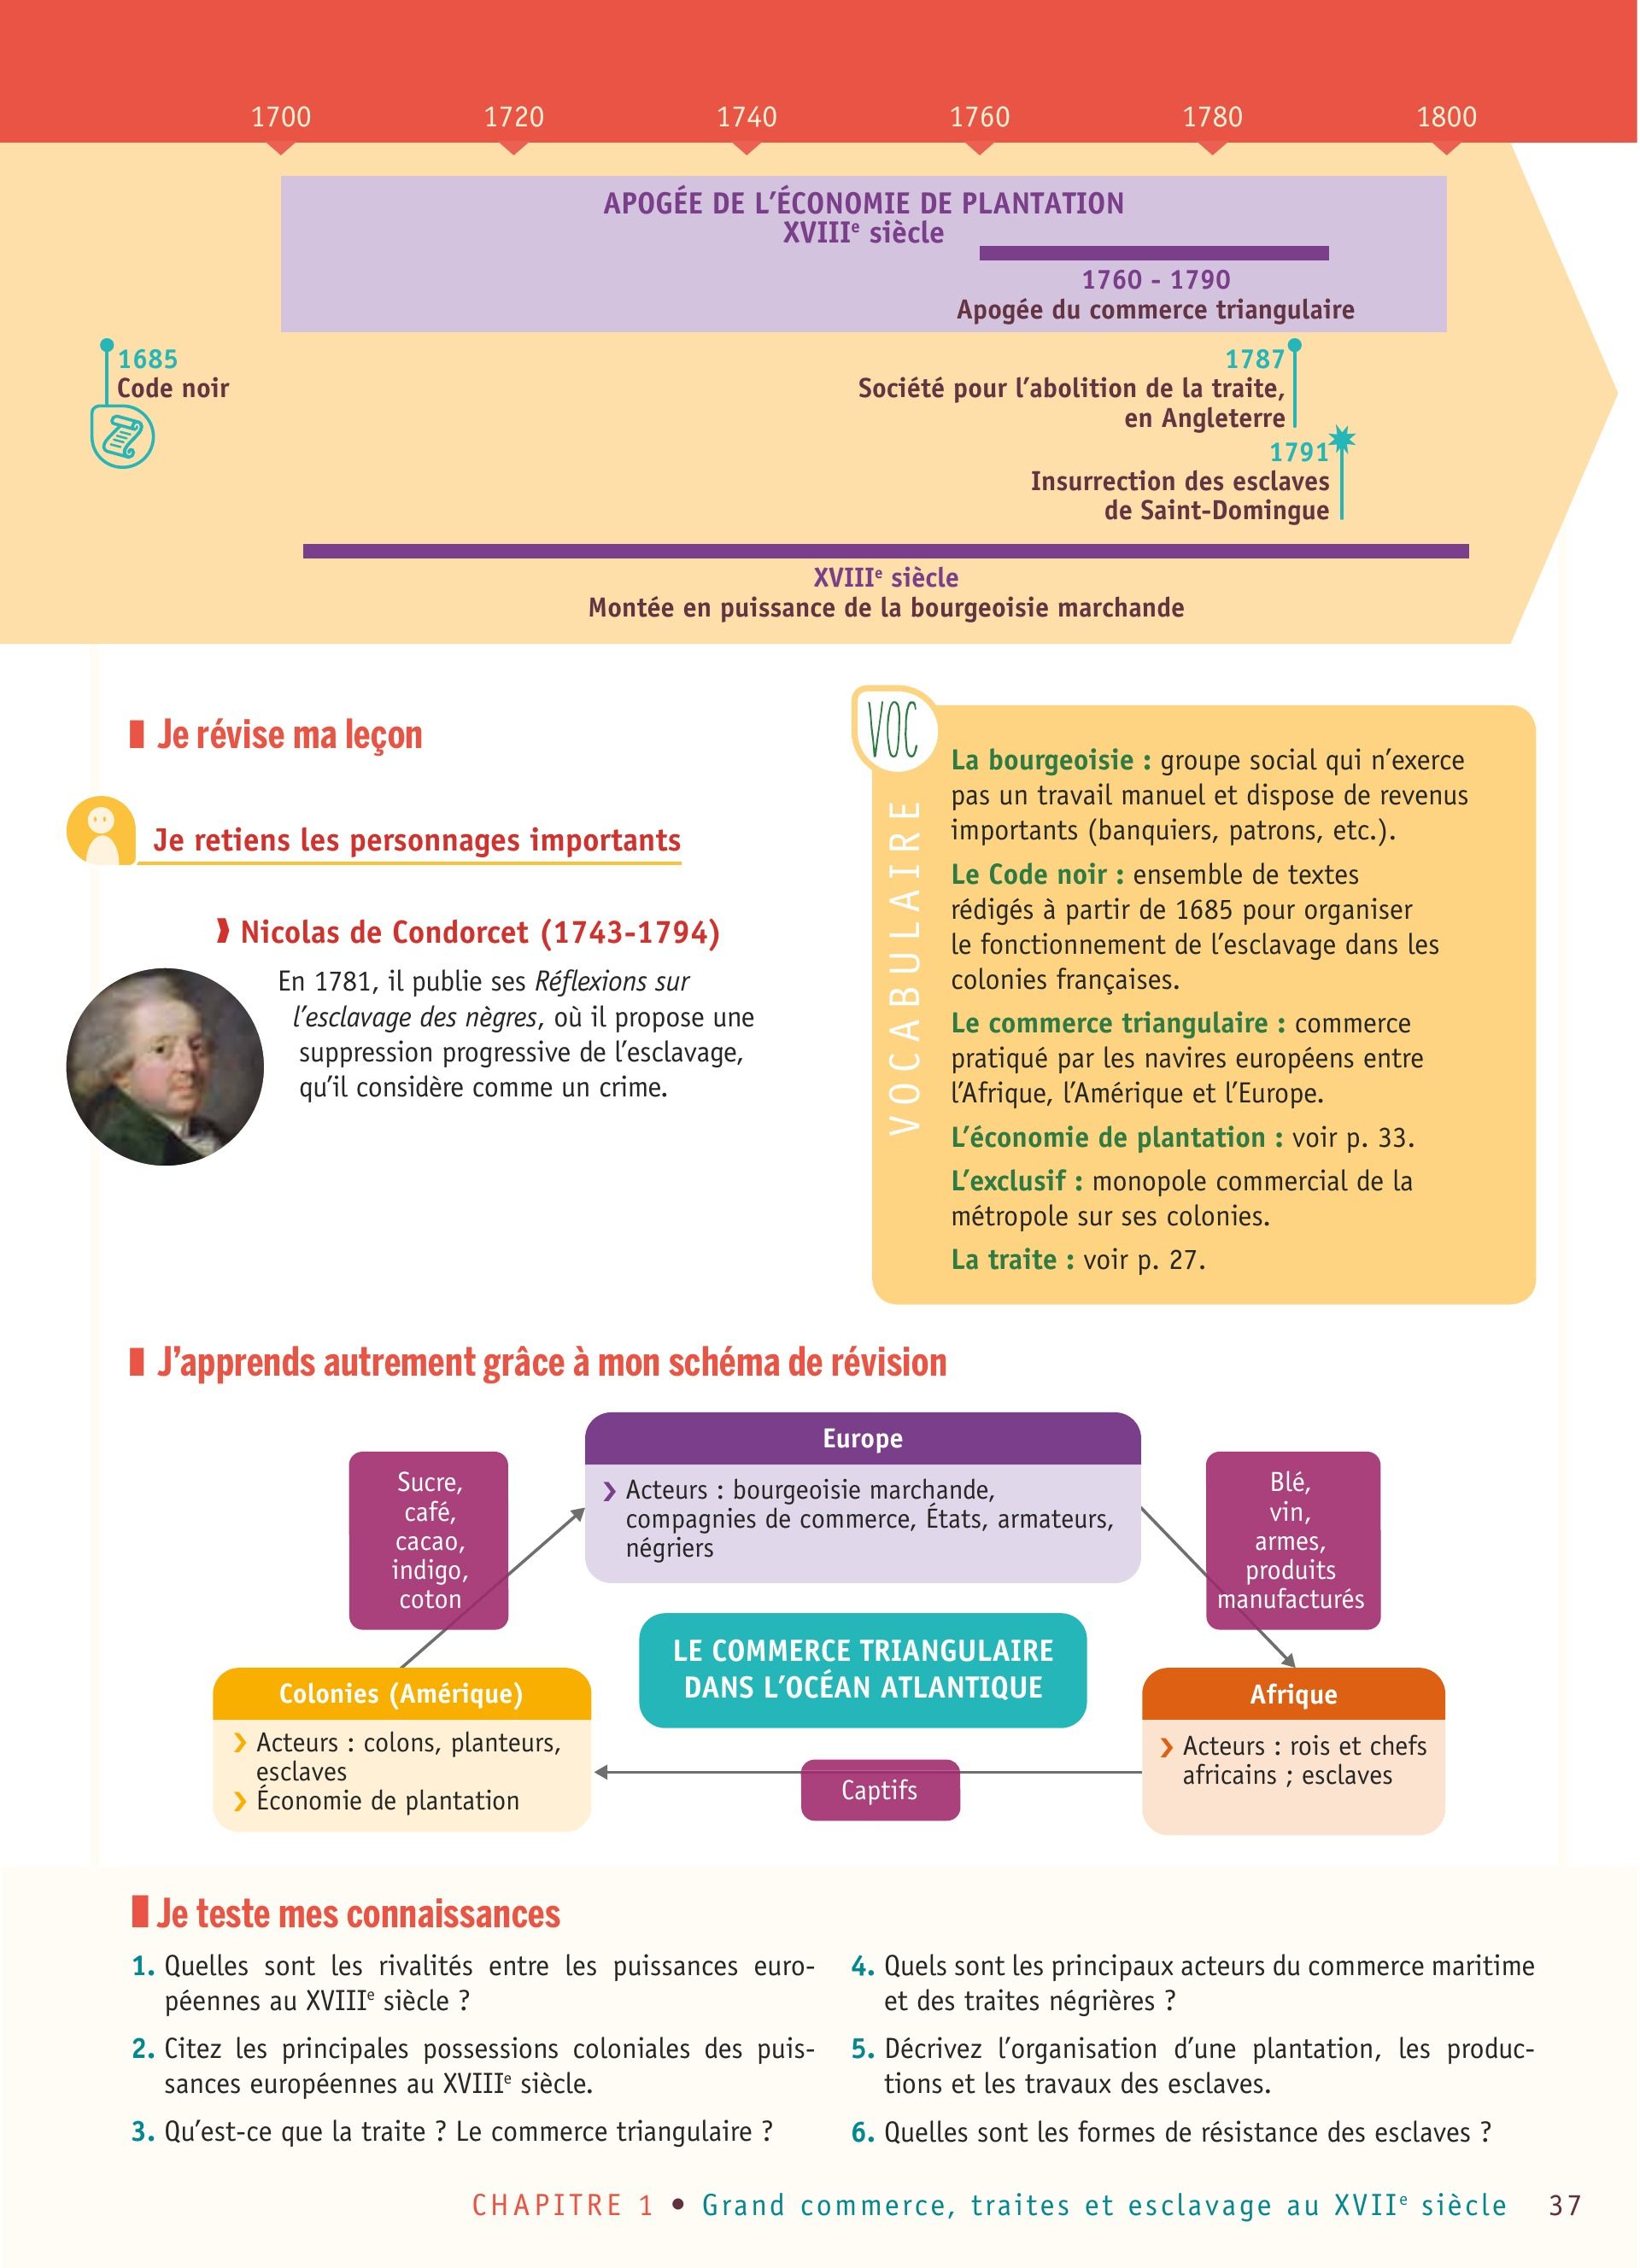 1700 1720 1740 1760 1780 1800
APOGÉE DE L’ÉCONOMIE DE PLANTATION
XVIIIe siècle
1760 - 1790
Apogée du commerce triangulaire
1685
Code noir
1787
Société pour l’abolition de la traite,
en Angleterre
1791
Insurrection des esclaves
de Saint-Domingue
XVIIIe siècle
Montée en puissance de la bourgeoisie marchande
Je révise ma leçon
Je retiens les personnages importants
Nicolas de Condorcet (1743-1794)
En 1781, il publie ses Réflexions sur
l’esclavage des nègres, où il propose une
suppression progressive de l’esclavage,
qu’il considère comme un crime.
VOC
VOCABULAIRE
La bourgeoisie : groupe social qui n’exerce
pas un travail manuel et dispose de revenus
importants (banquiers, patrons, etc.).
Le Code noir : ensemble de textes
rédigés à partir de 1685 pour organiser
le fonctionnement de l’esclavage dans les
colonies françaises.
Le commerce triangulaire : commerce
pratiqué par les navires européens entre
l’Afrique, l’Amérique et l’Europe.
L’économie de plantation : voir p. 33.
L’exclusif : monopole commercial de la
métropole sur ses colonies.
La traite : voir p. 27.
J’apprends autrement grâce à mon schéma de révision
Europe
Acteurs : bourgeoisie marchande,
compagnies de commerce, États, armateurs,
négriers
Sucre,
café,
cacao,
indigo,
coton
Blé,
vin,
armes,
produits
manufacturés
LE COMMERCE TRIANGULAIRE
DANS L’OCÉAN ATLANTIQUE
Colonies (Amérique)
Acteurs : colons, planteurs,
esclaves
Économie de plantation
Captifs
Afrique
Acteurs : rois et chefs
africains ; esclaves
Je teste mes connaissances
1. Quelles sont les rivalités entre les puissances euro-
péennes au XVIIIe siècle ?
2. Citez les principales possessions coloniales des puis-
sances européennes au XVIIIe siècle.
3. Qu’est-ce que la traite ? Le commerce triangulaire ?
4. Quels sont les principaux acteurs du commerce maritime
et des traites négrières ?
5. Décrivez l’organisation d’une plantation, les produc-
tions et les travaux des esclaves.
6. Quelles sont les formes de résistance des esclaves ?
CHAPITRE 1 • Grand commerce, traites et esclavage au XVIIe siècle 37